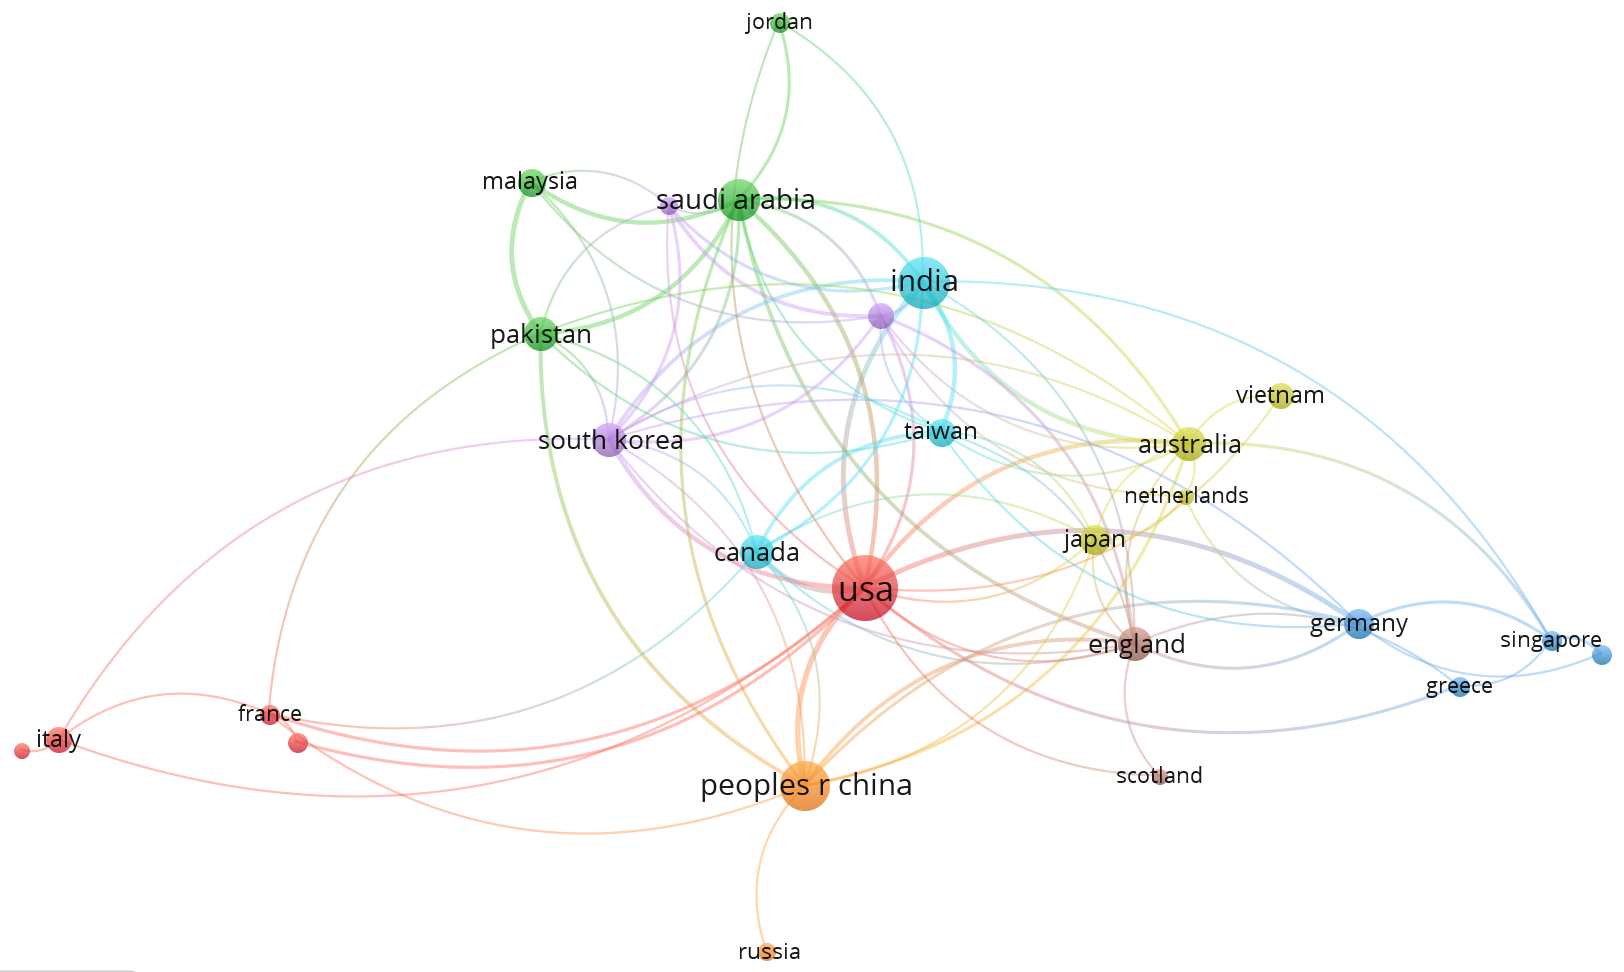 jordan
malaysia
saudi arabia
india
pakistan
vietnam
taiwan
south korea
australia
netherlands
japan
canada
usa
germany
singapore
england
greece
france
italy
scotland
peoples r china
russia